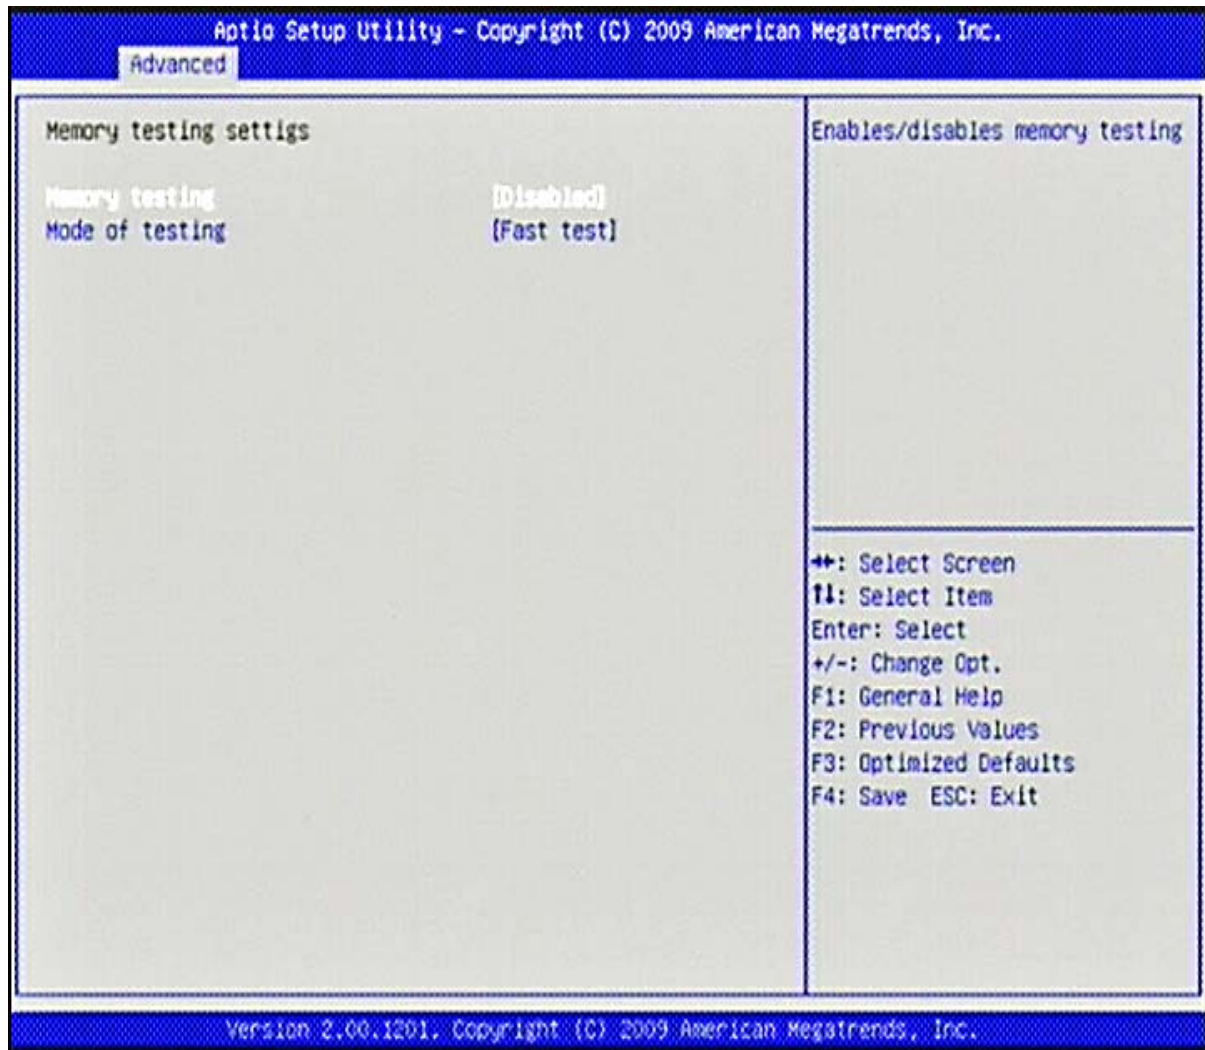 Aptio Setup Utility – Copyright (C) 2009 American Megatrends, Inc.
Advanced
Memory testing settigs
Memory testing [Disabled]
Mode of testing [Fast test]
Enables/disables memory testing
→←: Select Screen
↑↓: Select Item
Enter: Select
+/-: Change Opt.
F1: General Help
F2: Previous Values
F3: Optimized Defaults
F4: Save ESC: Exit
Version 2.00.1201. Copyright (C) 2009 American Megatrends, Inc.